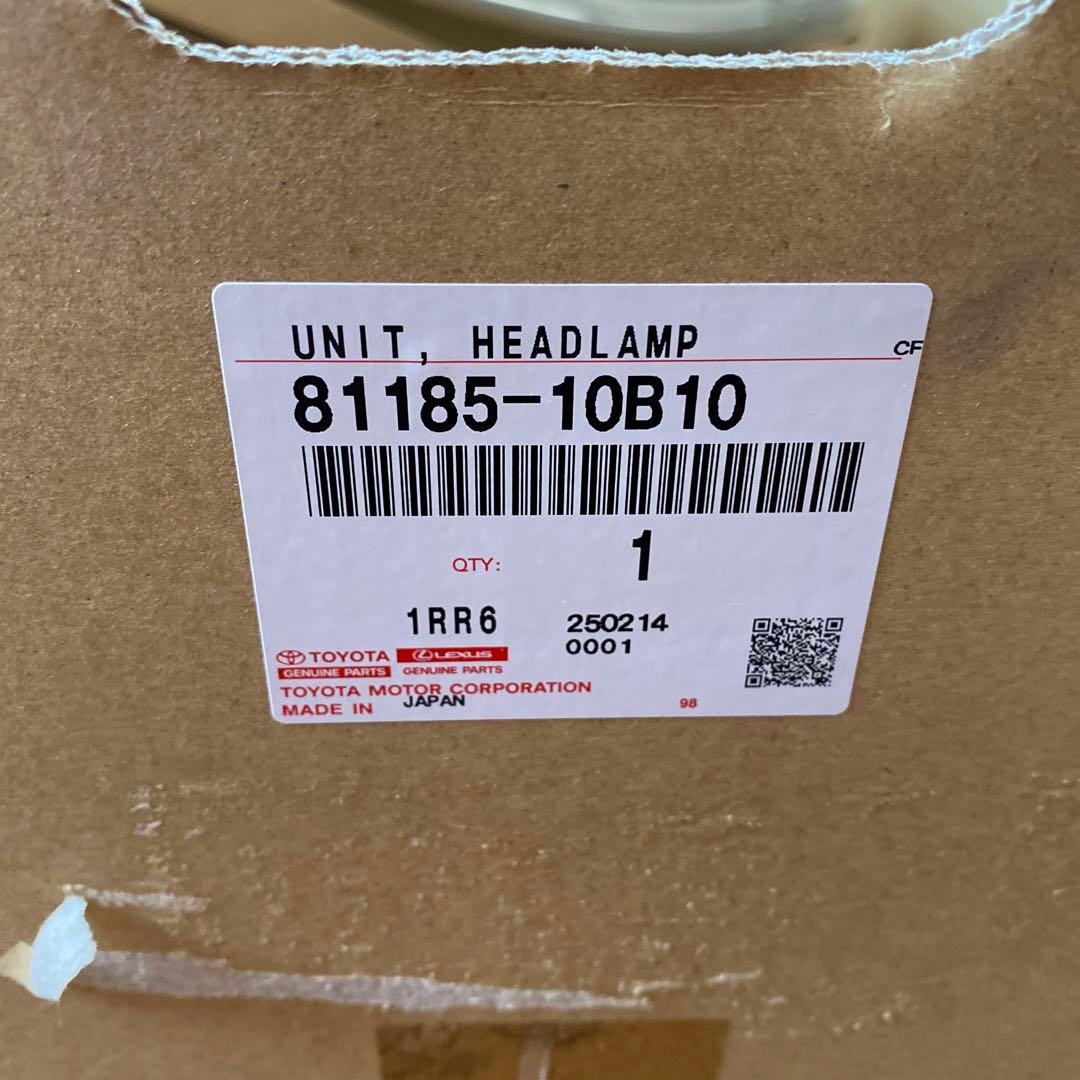 UNIT, HEADLAMP
CF
81185-10B10
QTY: 1
1RR6 250214
0001
TOYOTA LEXUS
GENUINE PARTS GENUINE PARTS
TOYOTA MOTOR CORPORATION
MADE IN JAPAN
98